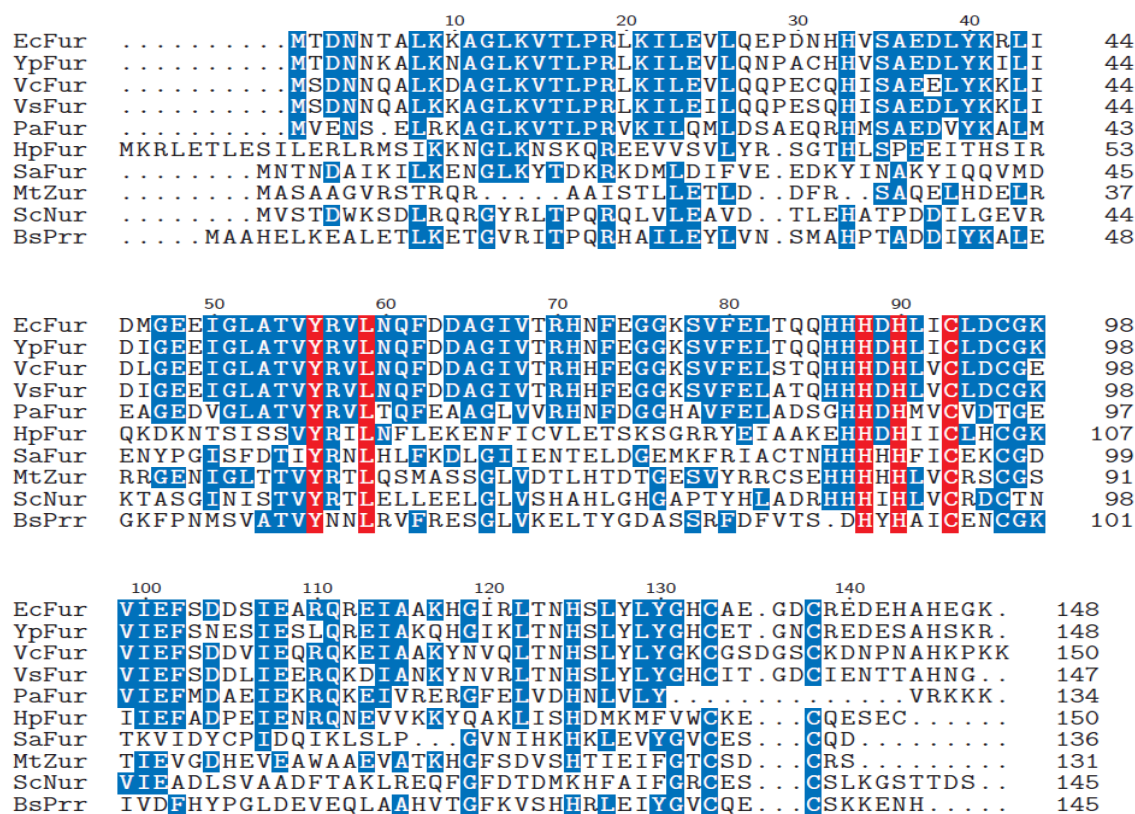 10 20 30 40
EcFur ..........MTDNNTALKKAGLKVTLPRLKILEVLQEPDNHHVSAEDLYKRLI 44
YpFur ..........MTDNNKALKNAGLKVTLPRLKILEVLQNPACHHVSAEDLYKILI 44
VcFur ..........MSDNNQALKDAGLKVTLPRLKILEVLQQPECQHISAEELYKKLI 44
VsFur ..........MSDNNQALKKAGLKVTLPRLKILEILQQPESQHISAEDLYKKLI 44
PaFur ..........MVENS.ELRKAGLKVTLPRVKILQMLDSAEQRHMSAEDVYKALM 43
HpFur MKRLETLESILERLRMSIKKNGLKNSKQREEVVSVLYR.SGTHLSPEEITHSIR 53
SaFur .........MNTNDAIKILKENGLKYTDKRKDMLDIFVE.EDKYINAKYIQQVMD 45
MtZur .........MASAAGVRSTRQR.....AAISTLLETLD..DFR..SAQELHDELR 37
ScNur .........MVSTDWKSDLRQRGYRLTPQRQLVLEAVD..TLEHATPDDILGEVR 44
BsPrr .....MAAHELKEALETLKETGVRITPQRHAILEYLVN.SMAHPTADDIYKALE 48
50 60 70 80 90
EcFur DMGEEIGLATVYRVLNQFDDAGIVTRHNFEGGKSVFELTQQHHHDHLICLDCGK 98
YpFur DIGEEIGLATVYRVLNQFDDAGIVTRHNFEGGKSVFELTQQHHHDHLICLDCGK 98
VcFur DLGEEIGLATVYRVLNQFDDAGIVTRHHFEGGKSVFELSTQHHHDHLVCLDCGE 98
VsFur DIGEEIGLATVYRVLNQFDDAGIVTRHHFEGGKSVFELATQHHHDHLVCLDCGK 98
PaFur EAGEDVGLATVYRVLTQFEAAGLVVRHNFDGGHAVFELADSGHHDHMVCVDTGE 97
HpFur QKDKNTSISSVYRILNFLEKENFICVLETSKSGRRYEIAAKEHHDHIICLHCGK 107
SaFur ENYPGISFDTIYRNLHLFKDLGIIENTELDGEMKFRIACTNHHHHHFICEKCGD 99
MtZur RRGENIGLTTVYRTLQSMASSGLVDTLHTDTGESVYRRCSEHHHHHLVCRSCGS 91
ScNur KTASGINISTVYRTLELLEELGLVSHAHLGHGAPTYHLADRHHHIHLVCRDCTN 98
BsPrr GKFPNMSVATVYNNLRVFRESGLVKELTYGDASSRFDFVTS.DHYHAICENCGK 101
100 110 120 130 140
EcFur VIEFSDDSIEARQREIAAKHGIRLTNHSLYLYGHCAE.GDCREDEHAHEGK. 148
YpFur VIEFSNESIESLQREIAKQHGIKLTNHSLYLYGHCET.GNCREDESAHSKR. 148
VcFur VIEFSDDVIEQRQKEIAAKYNVQLTNHSLYLYGKCGSDGSCKDNPNAHKPKK 150
VsFur VIEFSDDLIEERQKDIANKYNVRLTNHSLYLYGHCIT.GDCIENTTAHNG.. 147
PaFur VIEFMDAEIEKRQKEIVRERGFELVDHNLVLY..............VRKKK. 134
HpFur IIEFADPEIENRQNEVVKKYQAKLISHDMKMFVWCKE...CQESEC...... 150
SaFur TKVIDYCPIDQIKLSLP...GVNIHKHKLEVYGVCES...CQD......... 136
MtZur TIEVGDHEVEAWAAEVATKHGFSDVSHTIEIFGTCSD...CRS......... 131
ScNur VIEADLSVAADFTAKLREQFGFDTDMKHFAIFGRCES...CSLKGSTTDS.. 145
BsPrr IVDFHYPGLDEVEQLAAHVTGFKVSHHRLEIYGVCQE...CSKKENH..... 145